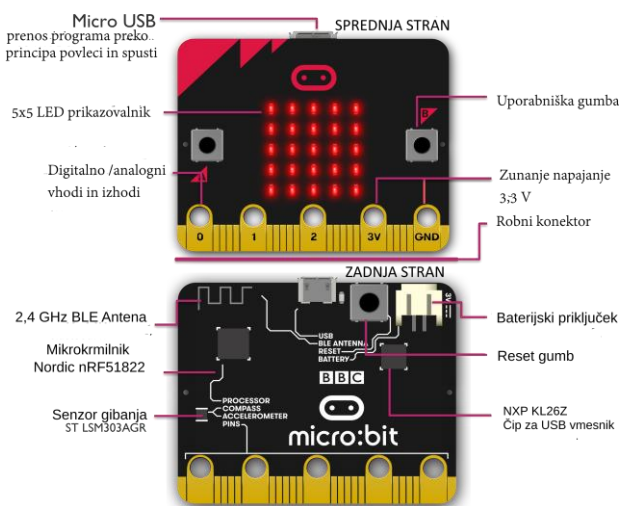 Micro USB
prenos programa preko
principa povleci in spusti
SPREDNJA STRAN
5x5 LED prikazovalnik
Uporabniška gumba
B
A
Digitalno /analogni
vhodi in izhodi
Zunanje napajanje
3,3 V
0 1 2 3V GND
Robni konektor
ZADNJA STRAN
2,4 GHz BLE Antena
Baterijski priključek
USB
BLE ANTENNA
RESET
BATTERY
Mikrokrmilnik
Nordic nRF51822
Reset gumb
BBC
PROCESSOR
COMPASS
ACCELEROMETER
PINS
Senzor gibanja
ST LSM303AGR
NXP KL26Z
Čip za USB vmesnik
micro:bit